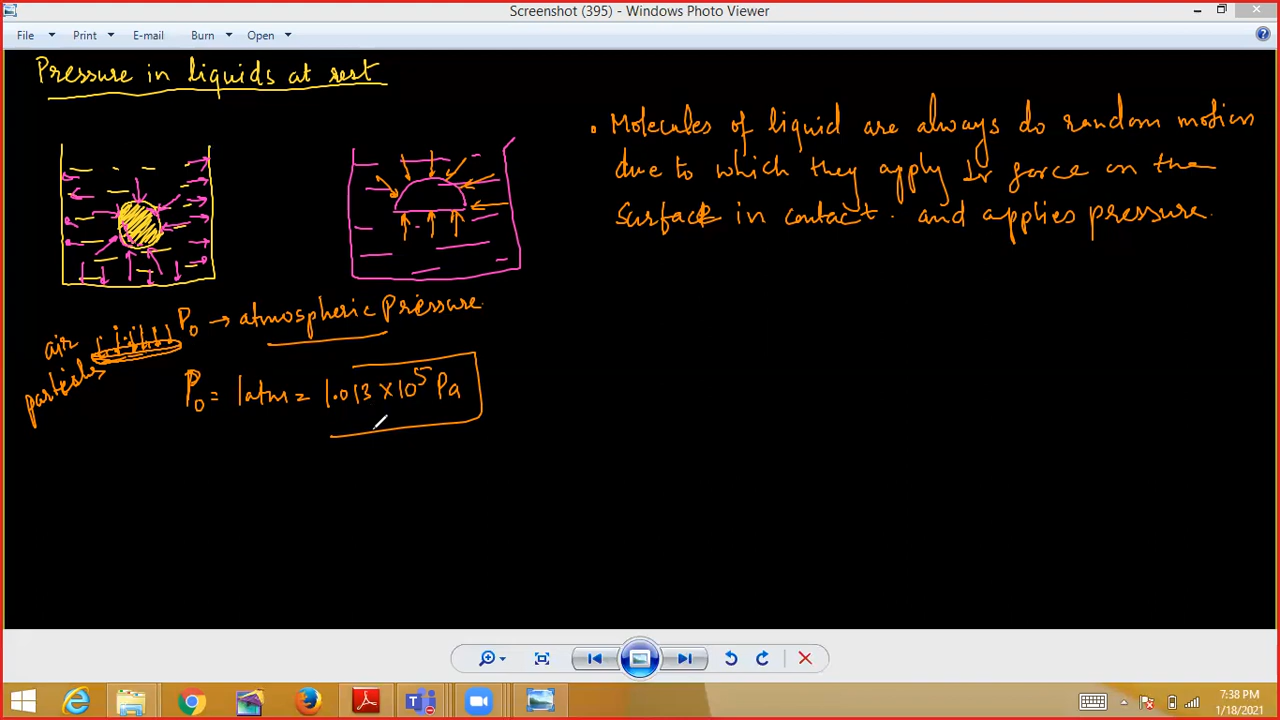 Screenshot (395) - Windows Photo Viewer
File Print E-mail Burn Open
Pressure in liquids at rest
• Molecules of liquid are always do random motion
due to which they apply ⊥r force on the
surface in contact. and applies pressure.
P₀ → atmospheric Pressure.
air
particles
P₀ = 1atm = 1.013 × 10⁵ Pa
7:38 PM
1/18/2021